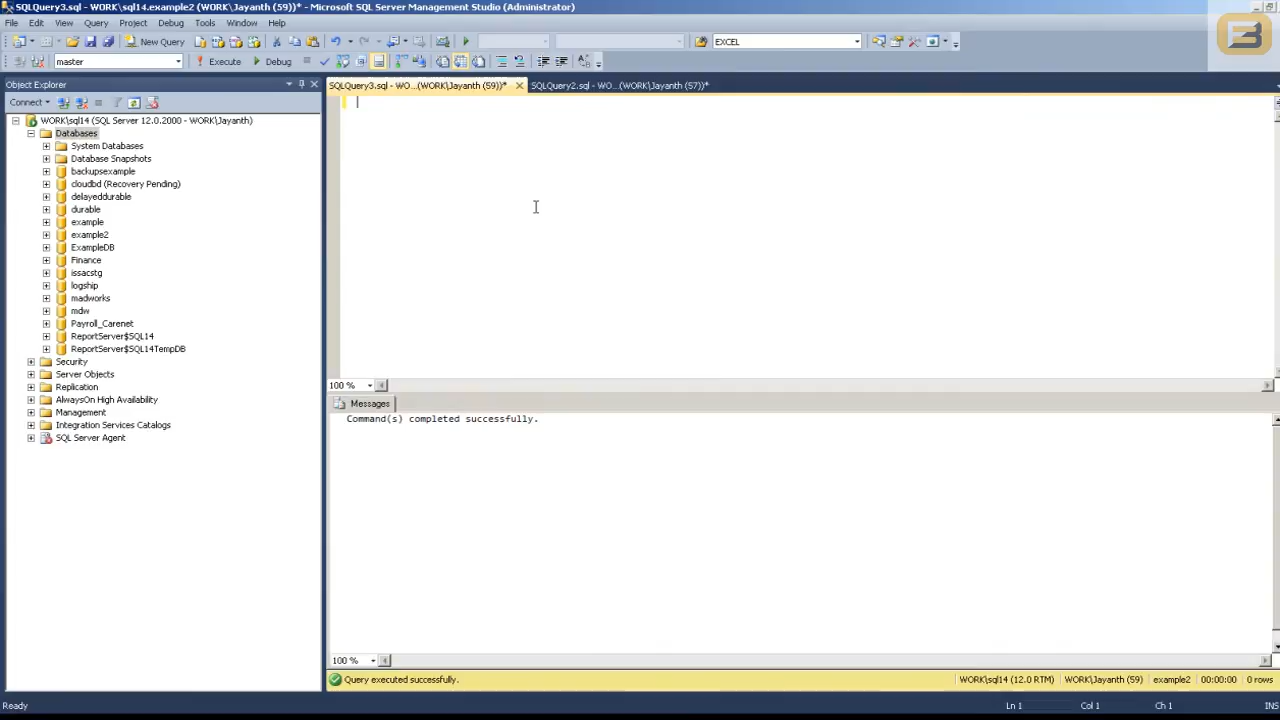 SQLQuery3.sql - WORK\sql14.example2 (WORK\Jayanth (59))* - Microsoft SQL Server Management Studio (Administrator)
File Edit View Query Project Debug Tools Window Help
New Query EXCEL
master Execute Debug
Object Explorer
SQLQuery3.sql - WO...(WORK\Jayanth (59))*
SQLQuery2.sql - WO...(WORK\Jayanth (57))*
Connect
WORK\sql14 (SQL Server 12.0.2000 - WORK\Jayanth)
Databases
System Databases
Database Snapshots
backupsexample
cloudbd (Recovery Pending)
delayeddurable
durable
example
example2
ExampleDB
Finance
issacstg
logship
madworks
mdw
Payroll_Carenet
ReportServer$SQL14
ReportServer$SQL14TempDB
Security
Server Objects
Replication
AlwaysOn High Availability
Management
Integration Services Catalogs
SQL Server Agent
100 %
Messages
Command(s) completed successfully.
100 %
Query executed successfully. WORK\sql14 (12.0 RTM) WORK\Jayanth (59) example2 00:00:00 0 rows
Ready Ln 1 Col 1 Ch 1 INS